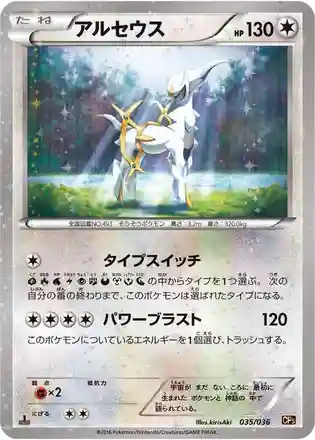 たね
アルセウス
HP 130
全国図鑑NO.493 そうぞうポケモン 高さ:3.2m 重さ:320.0kg
タイプスイッチ
の中からタイプを1つ選ぶ。次の
自分の番の終わりまで、このポケモンは選ばれたタイプになる。
パワーブラスト 120
このポケモンについているエネルギーを1個選び、トラッシュする。
弱点 ×2 抵抗力
にげる
宇宙が まだ ない ころに 最初に
生まれた ポケモンと 神話の 中で
語られている。
Illus.kirisAki
CP3 035/036
©2016 Pokémon/Nintendo/Creatures/GAME FREAK.